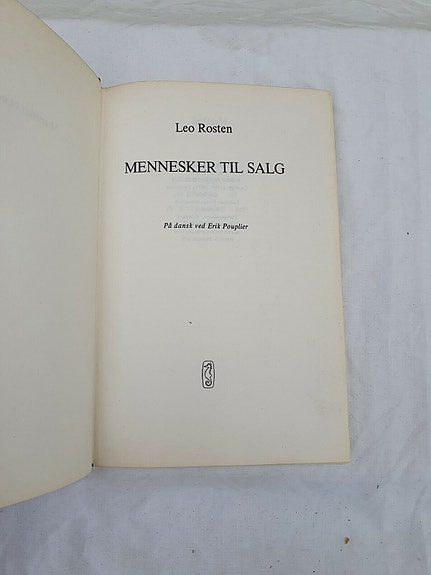 Leo Rosten
MENNESKER TIL SALG
På dansk ved Erik Pouplier